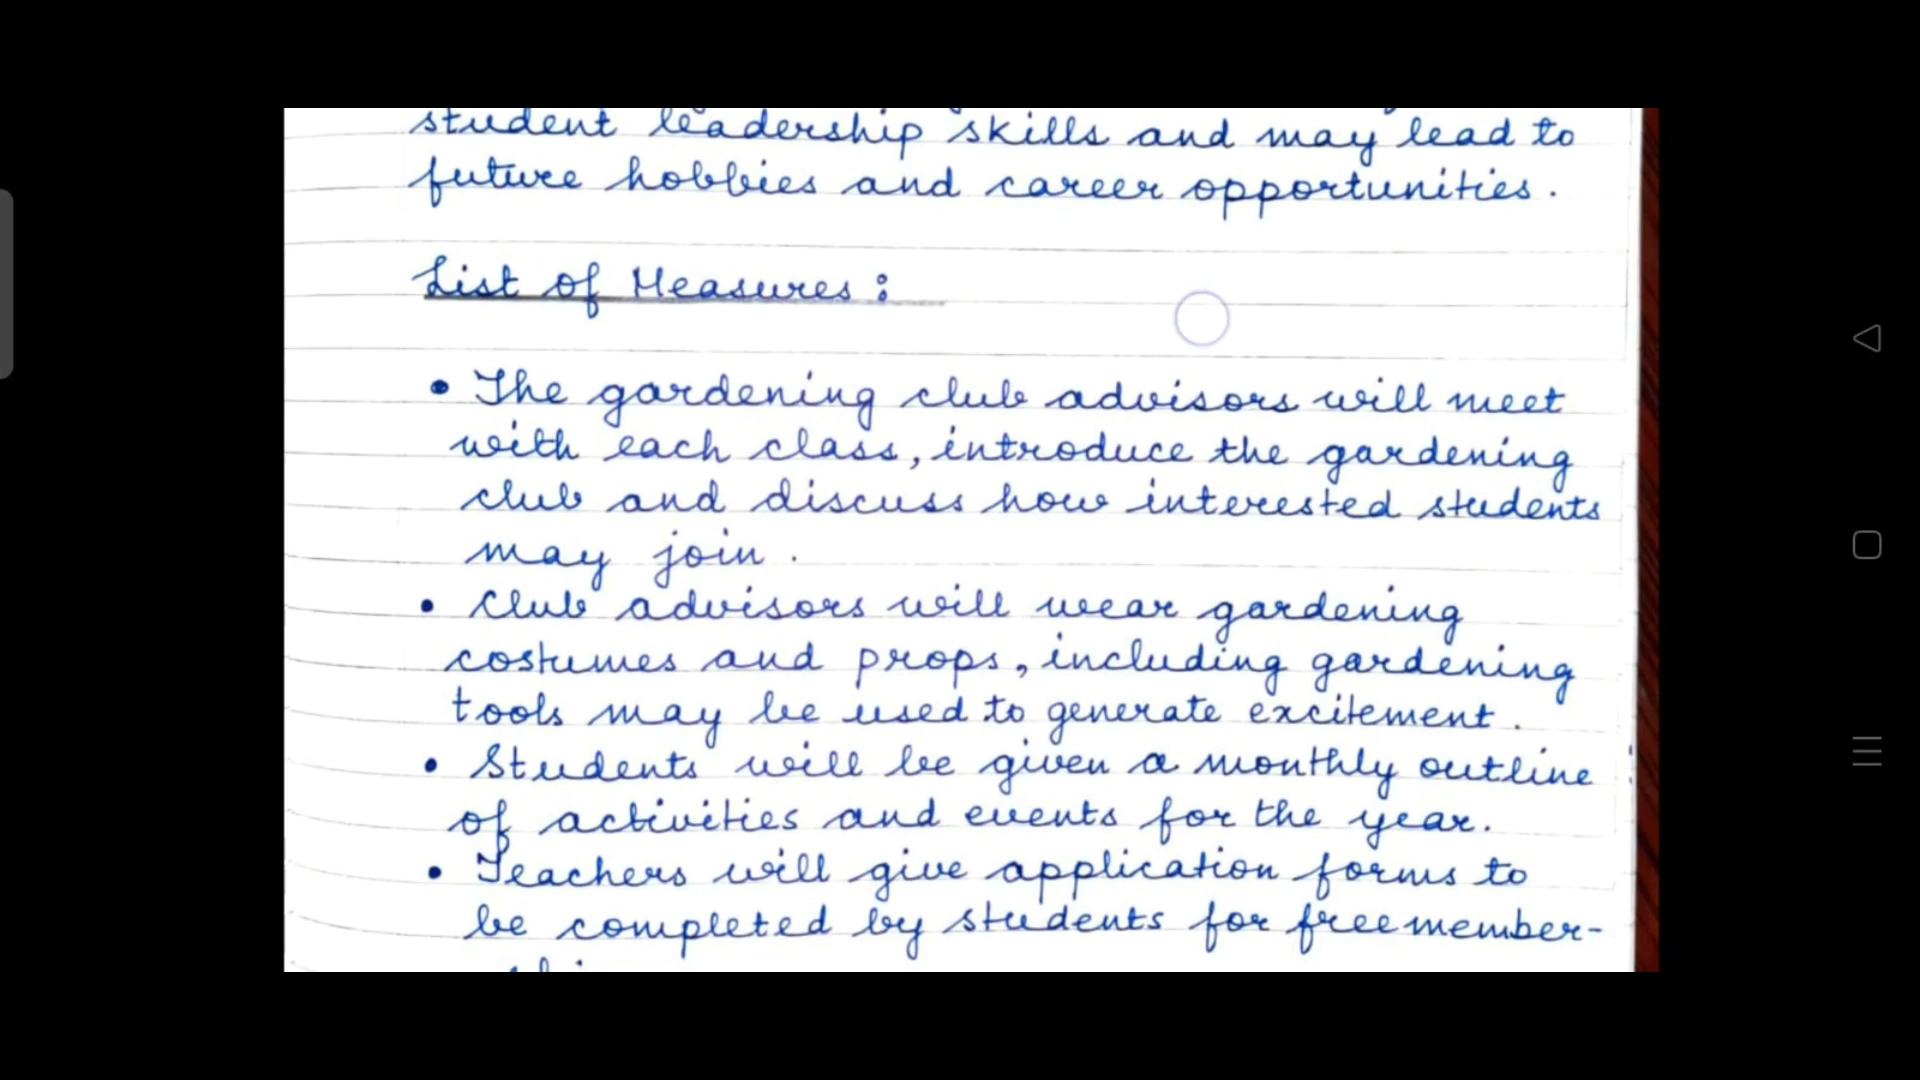 student leadership skills and may lead to
future hobbies and career opportunities.
List of Measures :
• The gardening club advisors will meet
with each class, introduce the gardening
club and discuss how interested students
may join.
• Club advisors will wear gardening
costumes and props, including gardening
tools may be used to generate excitement.
• Students will be given a monthly outline
of activities and events for the year.
• Teachers will give application forms to
be completed by students for free member-